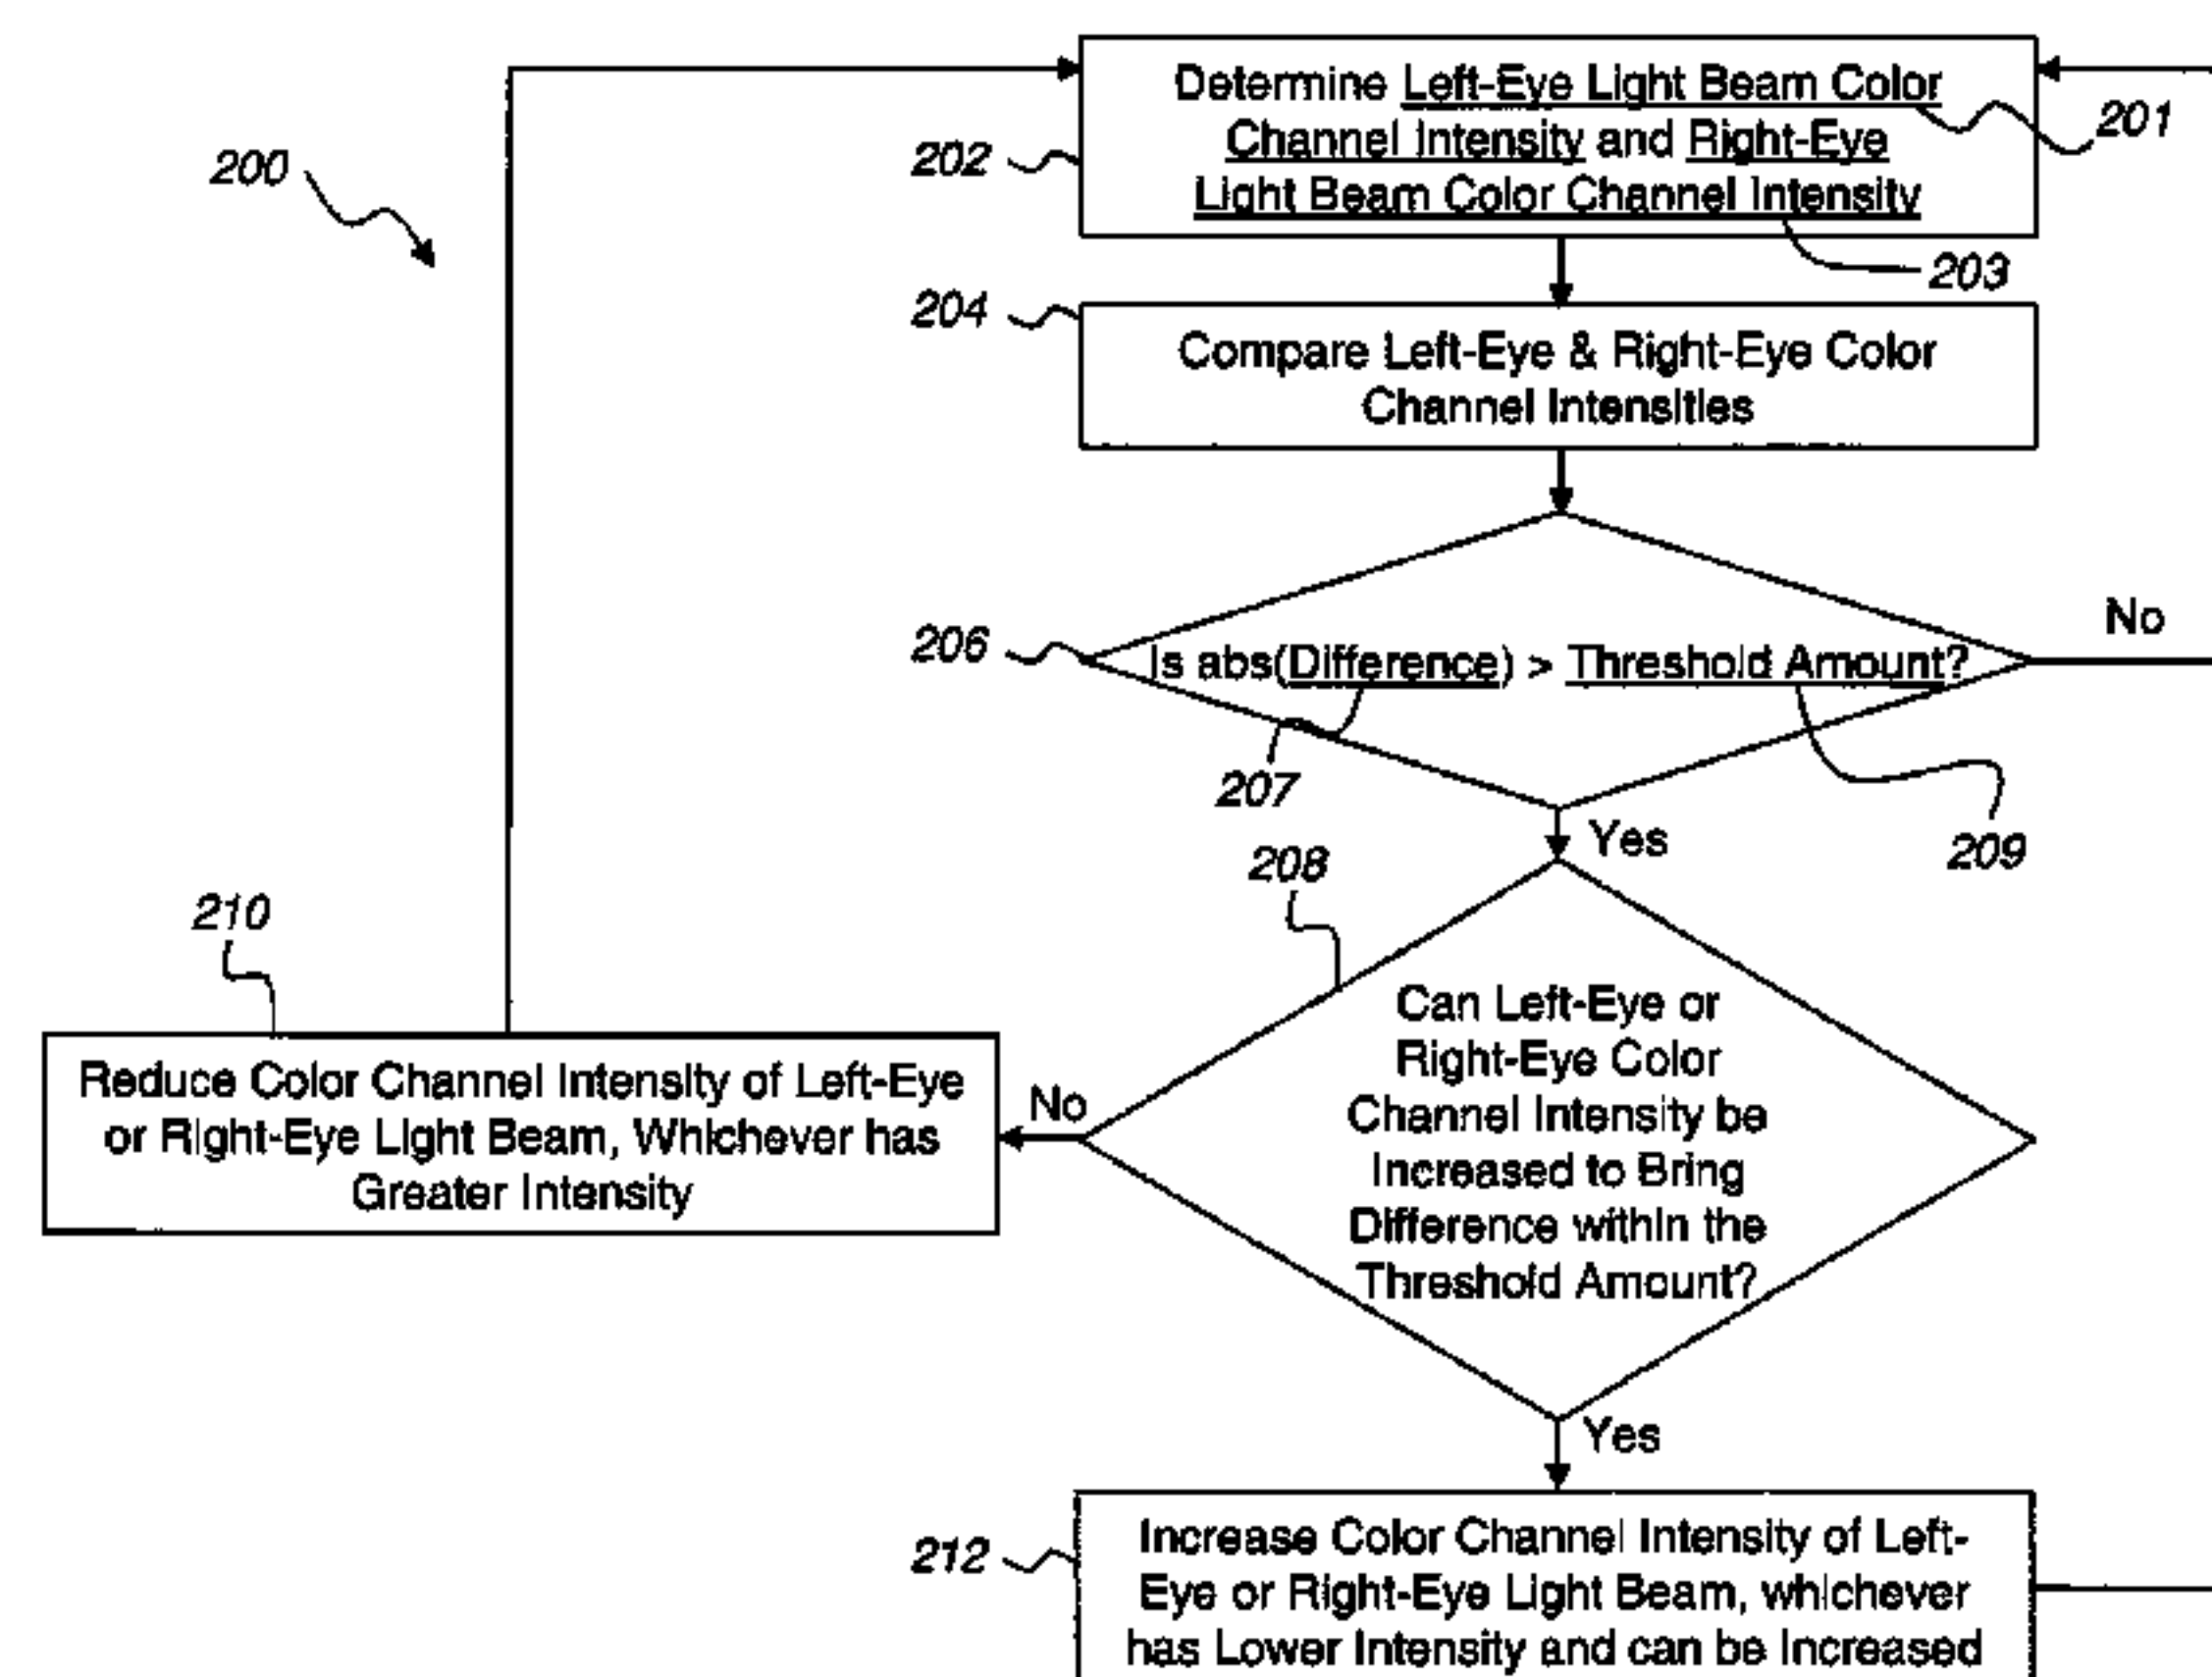 Determine Left-Eye Light Beam Color
Channel Intensity and Right-Eye
Light Beam Color Channel Intensity
201
202
200
203
204
Compare Left-Eye & Right-Eye Color
Channel Intensities
No
206
Is abs(Difference) > Threshold Amount?
207
Yes
209
208
210
Can Left-Eye or
Right-Eye Color
Channel Intensity be
Increased to Bring
Difference within the
Threshold Amount?
No
Reduce Color Channel Intensity of Left-Eye
or Right-Eye Light Beam, Whichever has
Greater Intensity
Yes
212
Increase Color Channel Intensity of Left-
Eye or Right-Eye Light Beam, whichever
has Lower Intensity and can be Increased